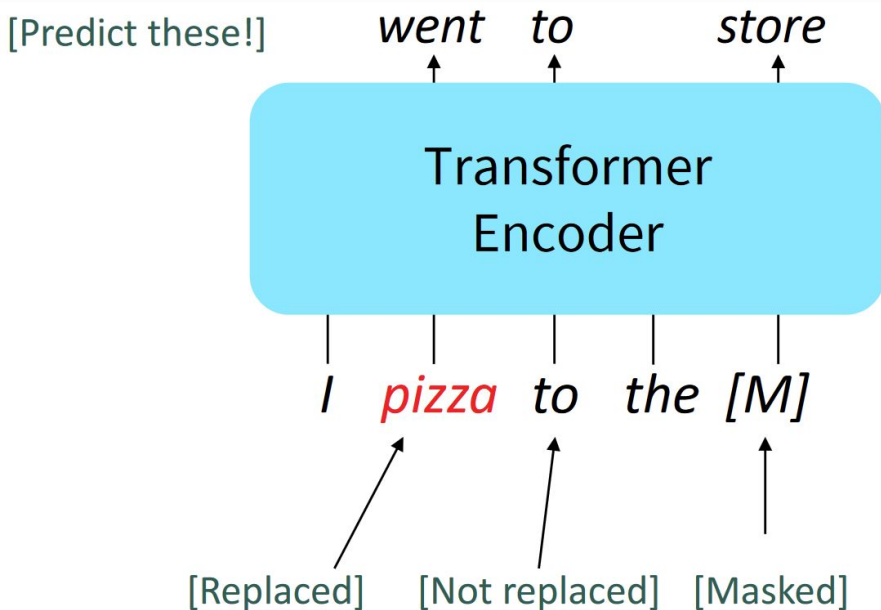 [Predict these!] went to store
Transformer
Encoder
I pizza to the [M]
[Replaced] [Not replaced] [Masked]